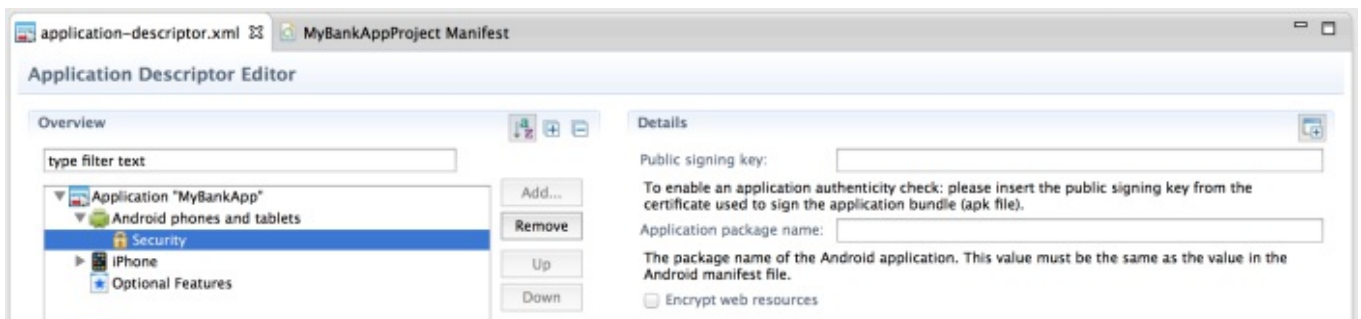 application-descriptor.xml MyBankAppProject Manifest
Application Descriptor Editor
Overview
type filter text
Application "MyBankApp"
Android phones and tablets
Security
iPhone
Optional Features
Add...
Remove
Up
Down
Details
Public signing key:
To enable an application authenticity check: please insert the public signing key from the
certificate used to sign the application bundle (apk file).
Application package name:
The package name of the Android application. This value must be the same as the value in the
Android manifest file.
Encrypt web resources